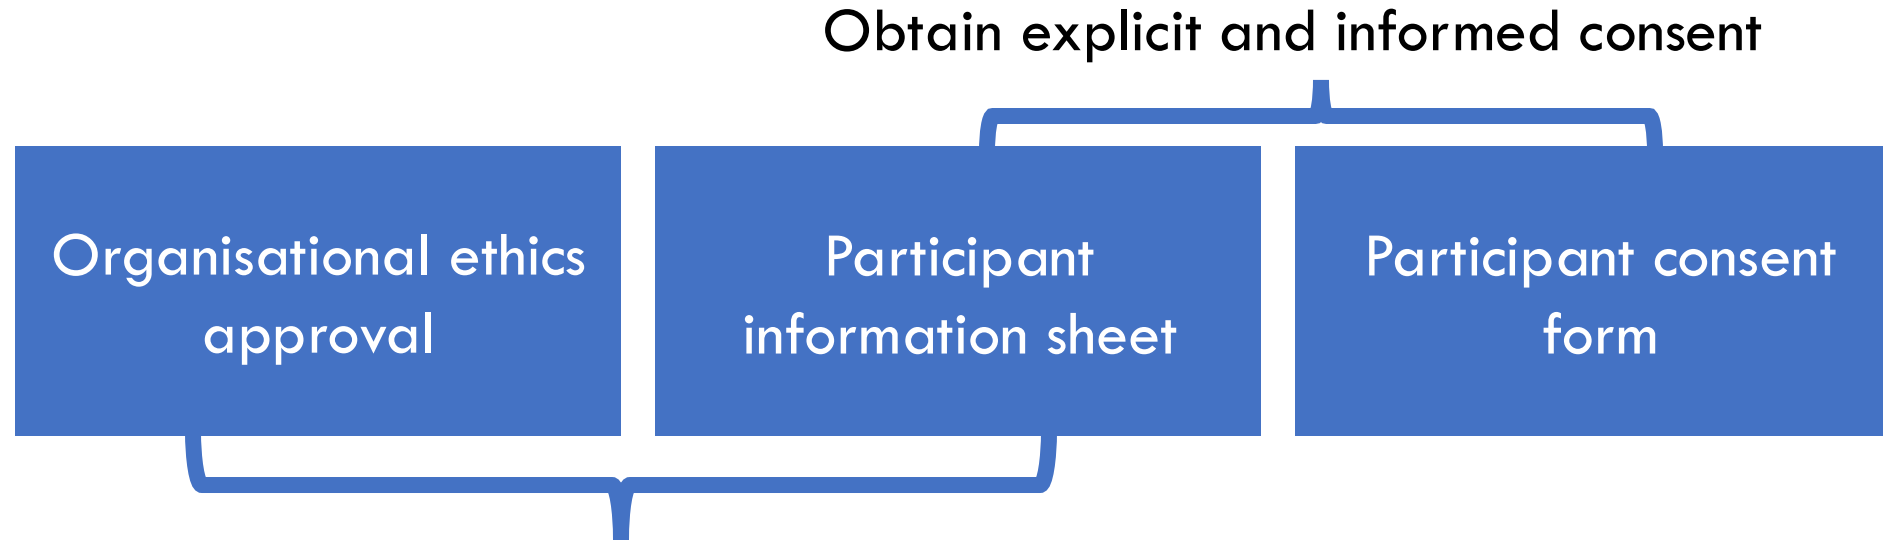 Obtain explicit and informed consent
Organisational ethics
approval
Participant
information sheet
Participant consent
form